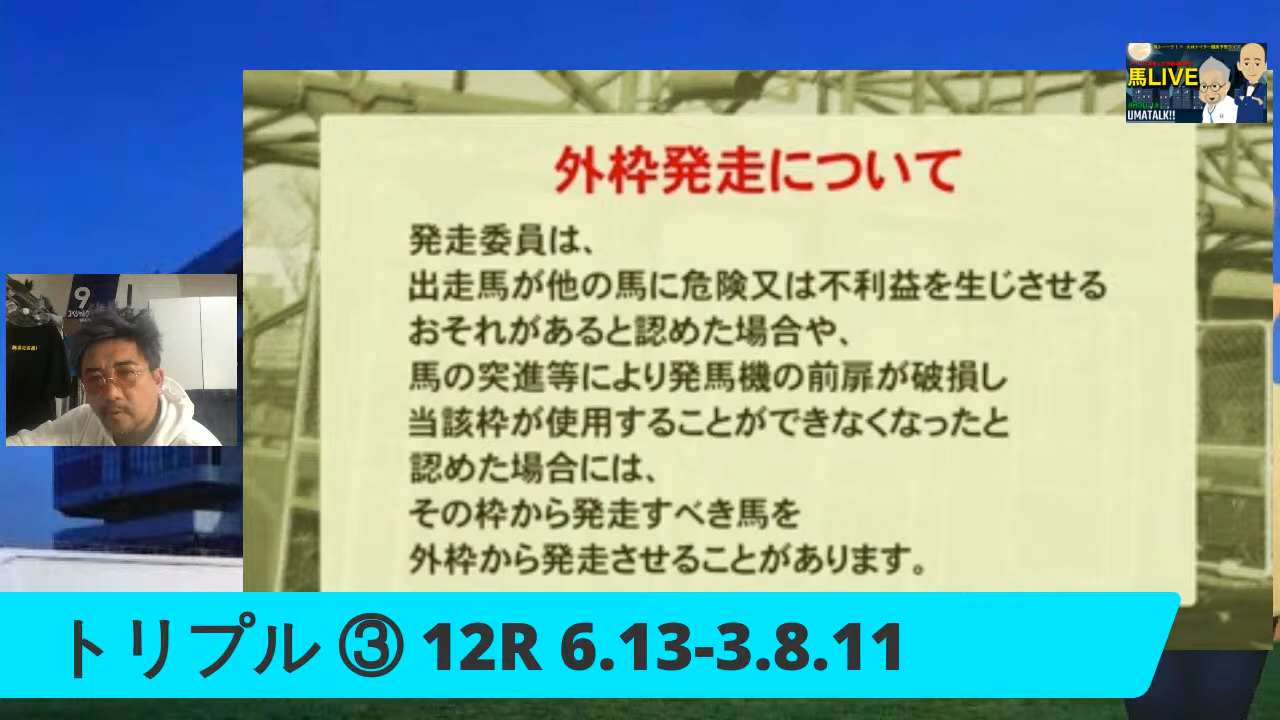 馬LIVE
UMATALK!!
外枠発走について
発走委員は、
出走馬が他の馬に危険又は不利益を生じさせる
おそれがあると認めた場合や、
馬の突進等により発馬機の前扉が破損し
当該枠が使用することができなくなったと
認めた場合には、
その枠から発走すべき馬を
外枠から発走させることがあります。
9
トリプル ③ 12R 6.13-3.8.11